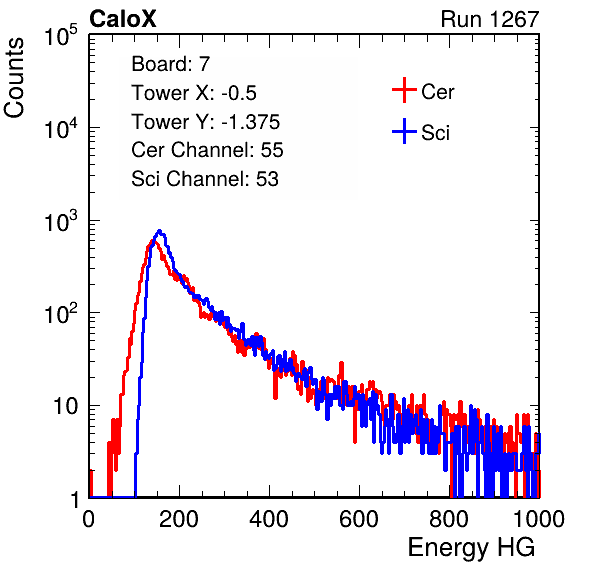 CaloX Run 1267
Counts
10^5
10^4
10^3
10^2
10
1
Board: 7
Tower X: -0.5
Tower Y: -1.375
Cer Channel: 55
Sci Channel: 53
Cer
Sci
0 200 400 600 800 1000
Energy HG